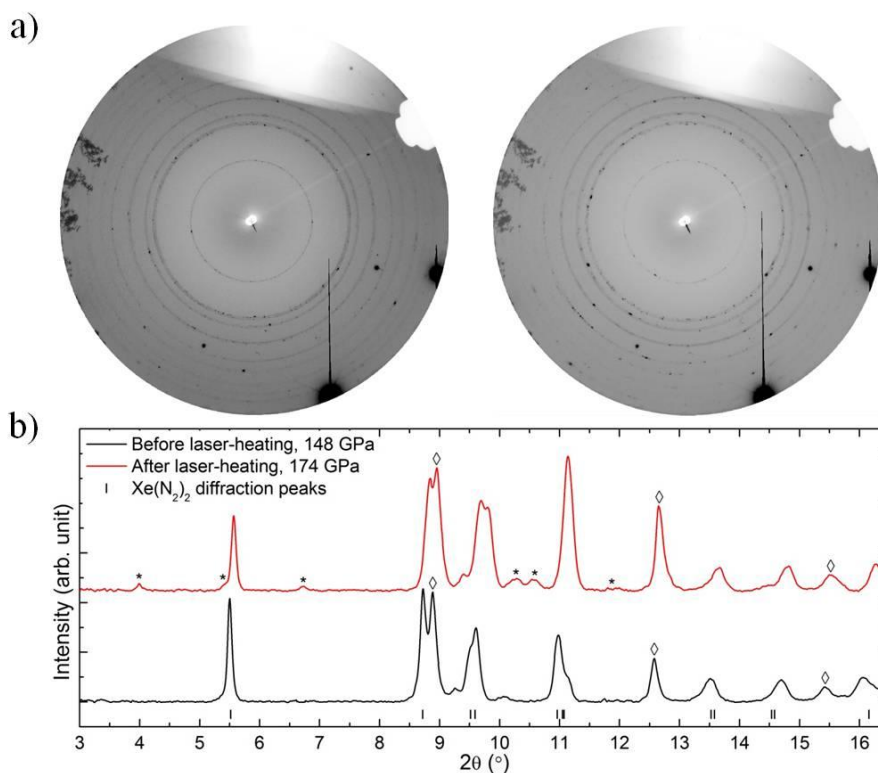 a)
b)
Before laser-heating, 148 GPa
After laser-heating, 174 GPa
Xe(N₂)₂ diffraction peaks
Intensity (arb. unit)
* * * * * *
◊ ◊ ◊
◊ ◊ ◊
3 4 5 6 7 8 9 10 11 12 13 14 15 16
2θ (°)